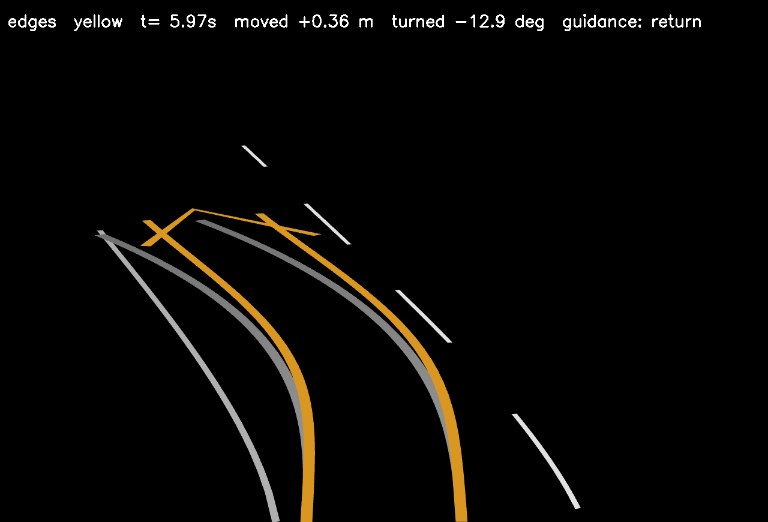 edges  yellow  t= 5.97s  moved +0.36 m  turned −12.9 deg  guidance: return